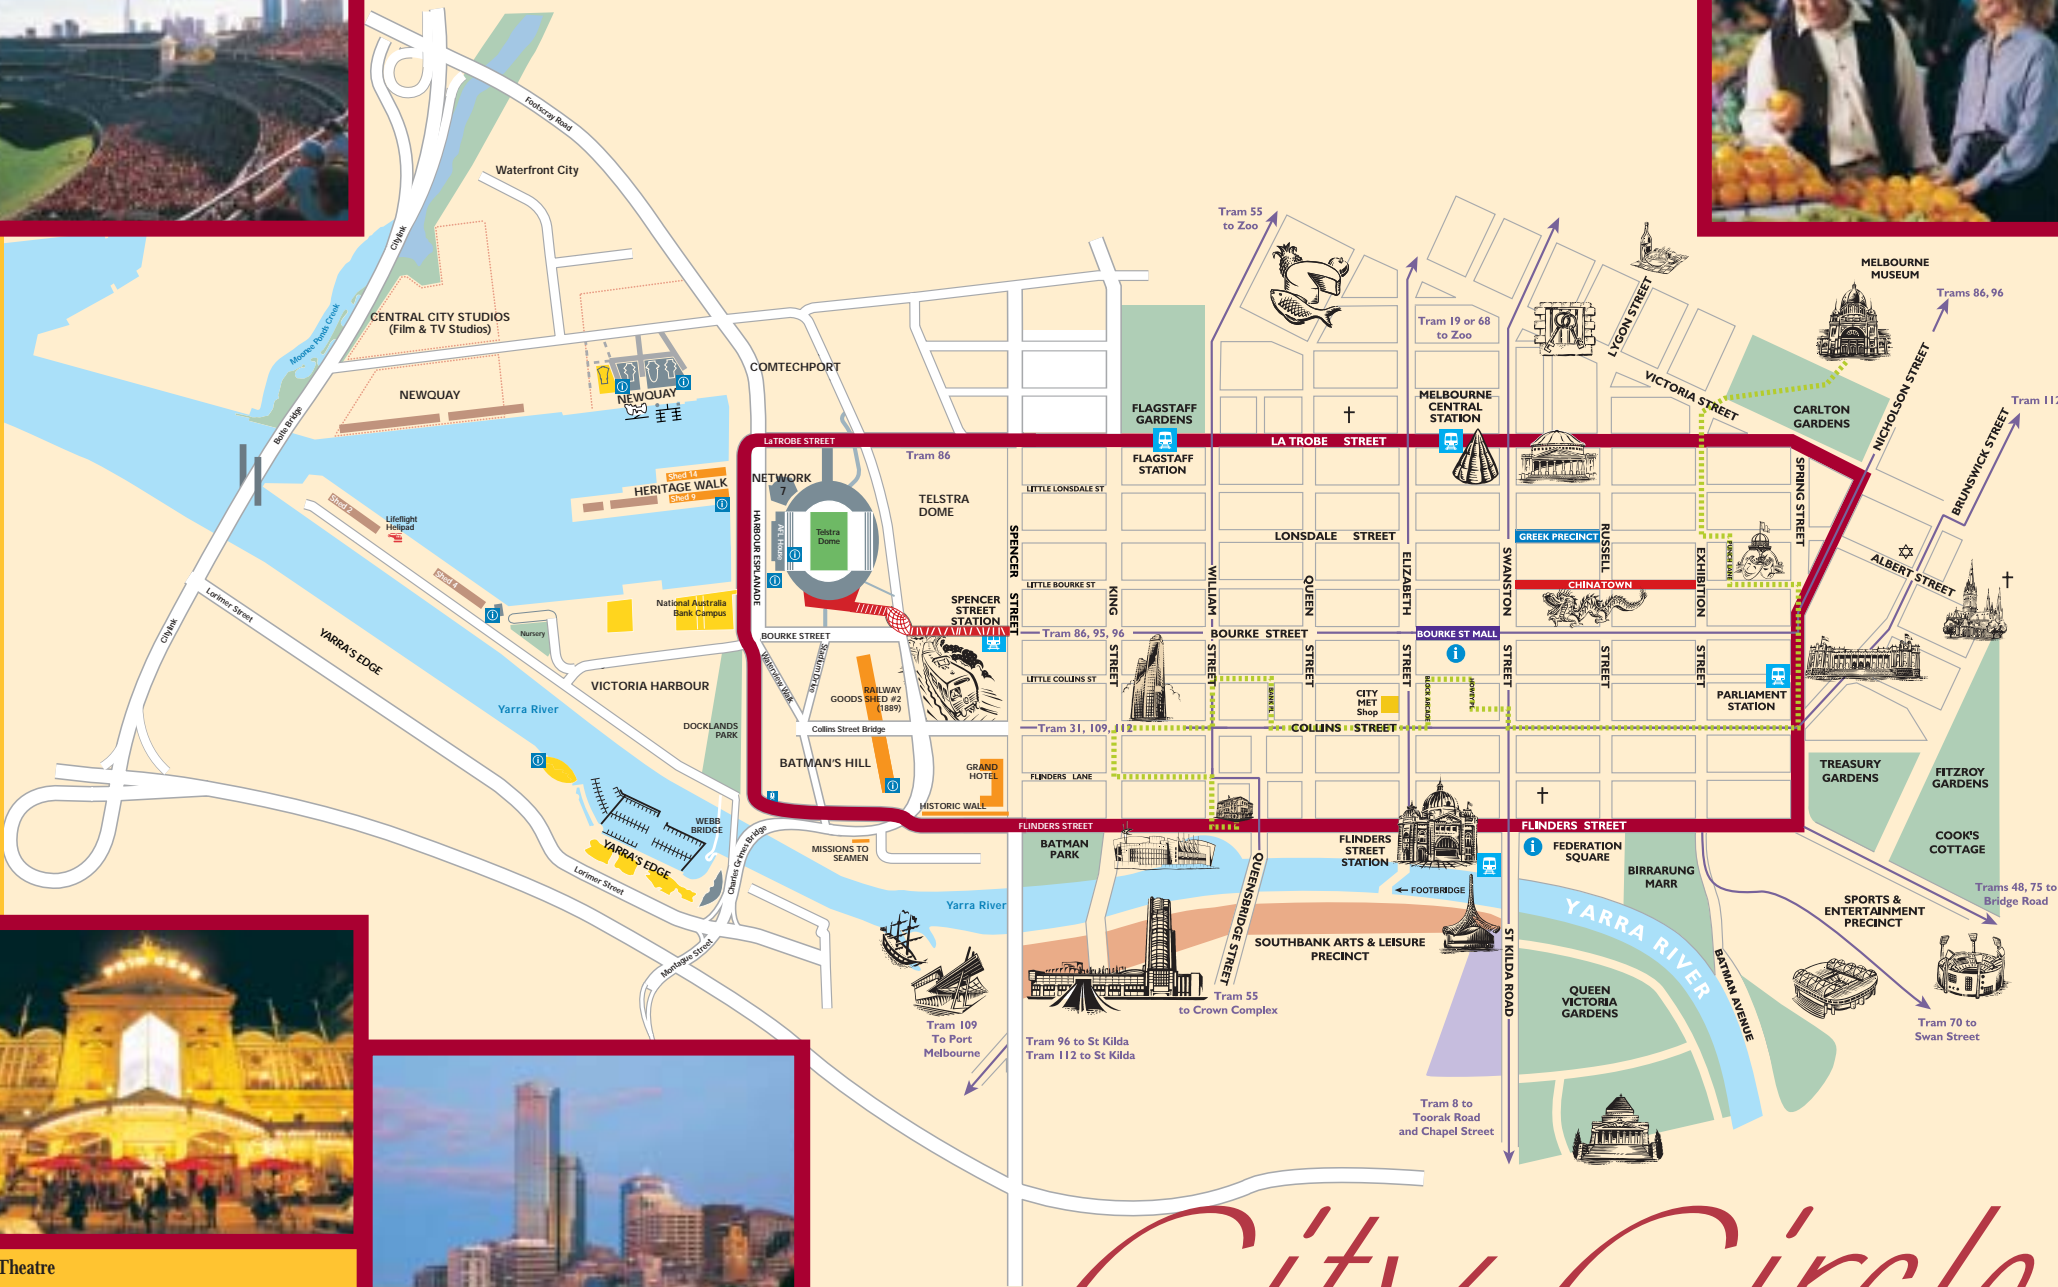 Footscray Road
Waterfront City
Citylink
Moonee Ponds Creek
CENTRAL CITY STUDIOS
(Film & TV Studios)
NEWQUAY
NEWQUAY
COMTECHPORT
Bolte Bridge
Tram 55
to Zoo
Tram 19 or 68
to Zoo
LYGON STREET
VICTORIA STREET
MELBOURNE
MUSEUM
Trams 86, 96
NICHOLSON STREET
CARLTON
GARDENS
Tram 112
BRUNSWICK STREET
FLAGSTAFF
GARDENS
MELBOURNE
CENTRAL
STATION
LaTROBE STREET
LA TROBE STREET
Tram 86
FLAGSTAFF
STATION
Shed 14
HERITAGE WALK
Shed 9
Shed 2
Lifeflight
Helipad
Shed 4
NETWORK
7
TELSTRA
DOME
Telstra
Dome
AFL House
HARBOUR ESPLANADE
National Australia
Bank Campus
Nursery
LITTLE LONSDALE ST
LONSDALE STREET
GREEK PRECINCT
LITTLE BOURKE ST
CHINATOWN
PUNCH LANE
SPRING STREET
ALBERT STREET
SPENCER STREET
KING STREET
WILLIAM STREET
QUEEN STREET
ELIZABETH STREET
SWANSTON STREET
RUSSELL STREET
EXHIBITION STREET
SPENCER
STREET
STATION
BOURKE STREET
Tram 86, 95, 96
BOURKE STREET
BOURKE ST MALL
Citylink
Lorimer Street
YARRA'S EDGE
VICTORIA HARBOUR
Yarra River
DOCKLANDS
PARK
Waterview Walk
Stadium Drive
RAILWAY
GOODS SHED #2
(1889)
LITTLE COLLINS ST
BANK PL
CITY
MET
Shop
BLOCK ARCADE
HOWEY PL
PARLIAMENT
STATION
Collins Street Bridge
Tram 31, 109, 112
COLLINS STREET
BATMAN'S HILL
GRAND
HOTEL
HISTORIC WALL
FLINDERS LANE
TREASURY
GARDENS
FITZROY
GARDENS
COOK'S
COTTAGE
FLINDERS STREET
FLINDERS STREET
WEBB
BRIDGE
Charles Grimes Bridge
MISSIONS TO
SEAMEN
YARRA'S EDGE
Lorimer Street
Montague Street
Yarra River
BATMAN
PARK
QUEENSBRIDGE STREET
FLINDERS
STREET
STATION
FOOTBRIDGE
FEDERATION
SQUARE
BIRRARUNG
MARR
YARRA RIVER
SPORTS &
ENTERTAINMENT
PRECINCT
Trams 48, 75 to
Bridge Road
SOUTHBANK ARTS & LEISURE
PRECINCT
ST KILDA ROAD
QUEEN
VICTORIA
GARDENS
BATMAN AVENUE
Tram 55
to Crown Complex
Tram 109
To Port
Melbourne
Tram 96 to St Kilda
Tram 112 to St Kilda
Tram 70 to
Swan Street
Tram 8 to
Toorak Road
and Chapel Street
Theatre
City Circle